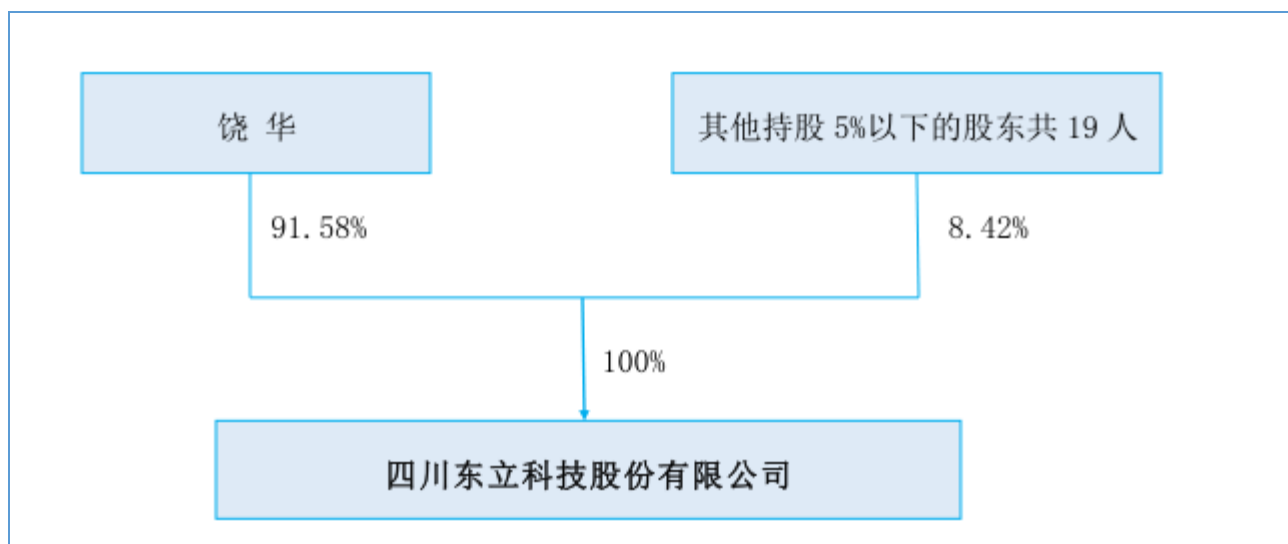 饶 华
其他持股 5%以下的股东共 19 人
91.58%
8.42%
100%
四川东立科技股份有限公司